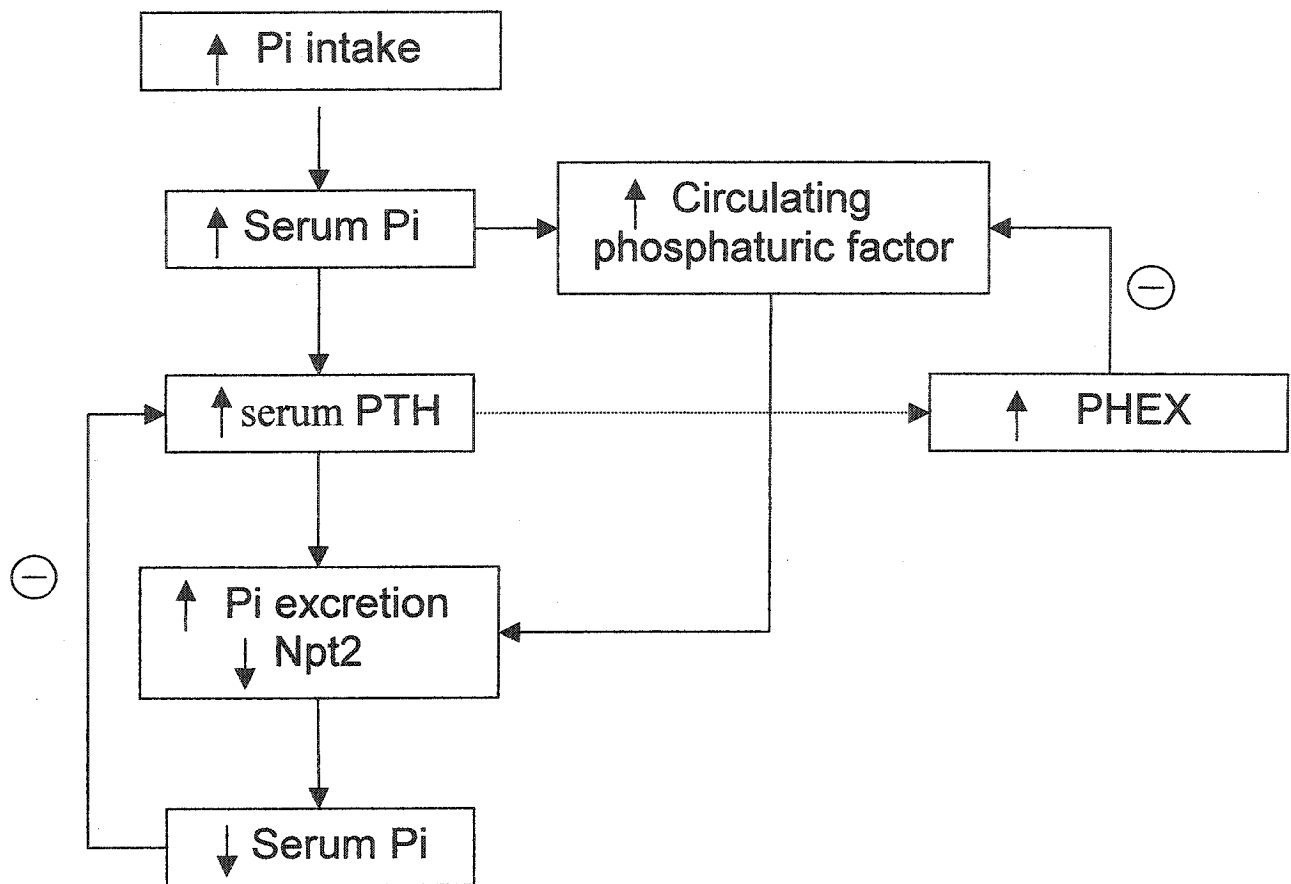 ↑ Pi intake
↑ Serum Pi
↑ Circulating
phosphaturic factor
⊖
↑ serum PTH
↑ PHEX
⊖
↑ Pi excretion
↓ Npt2
↓ Serum Pi